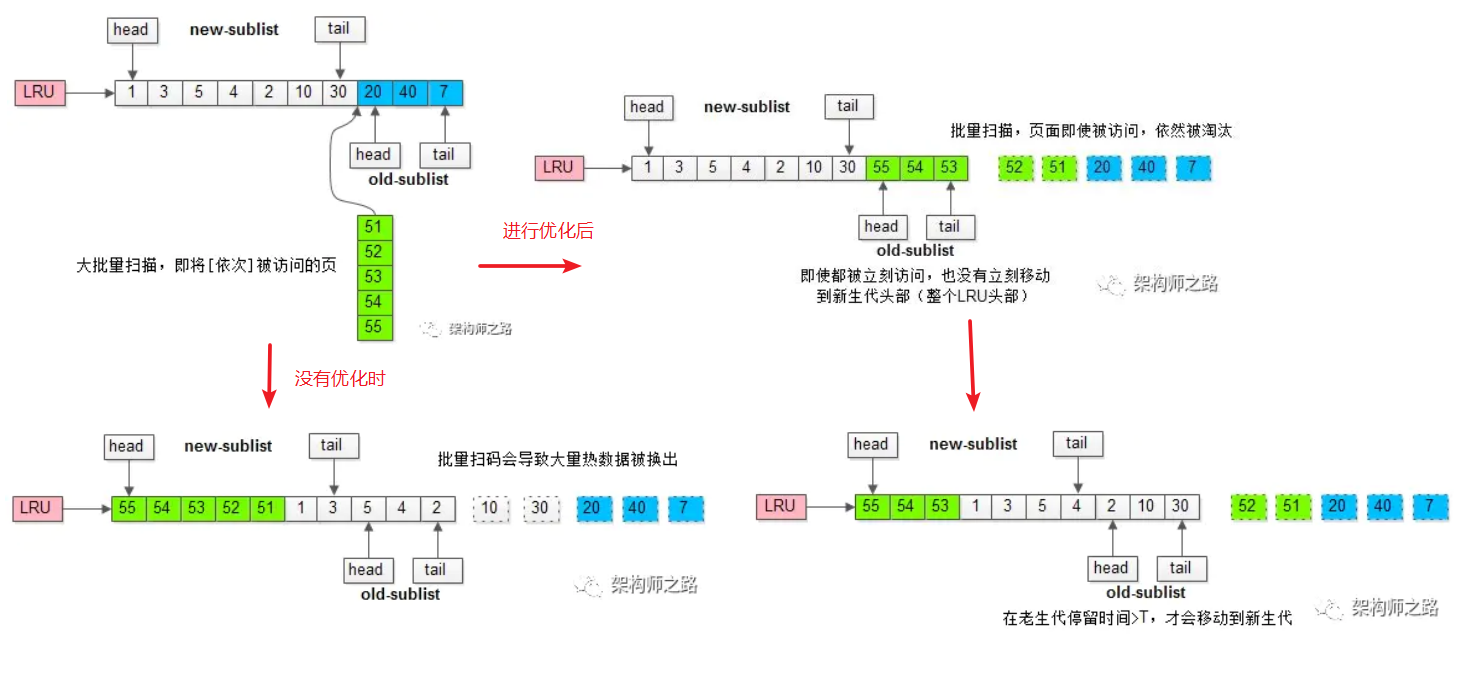 head
new-sublist
tail
LRU
1 3 5 4 2 10 30 20 40 7
head
tail
old-sublist
51
52
53
54
55
大批量扫描，即将[依次]被访问的页
架构师之路
进行优化后
head
new-sublist
tail
批量扫描，页面即使被访问，依然被淘汰
LRU
1 3 5 4 2 10 30 55 54 53 52 51 20 40 7
head
tail
old-sublist
即使都被立刻访问，也没有立刻移动
到新生代头部（整个LRU头部）
架构师之路
没有优化时
head
new-sublist
tail
批量扫码会导致大量热数据被换出
LRU
55 54 53 52 51 1 3 5 4 2 10 30 20 40 7
head
tail
old-sublist
架构师之路
head
new-sublist
tail
LRU
55 54 53 1 3 5 4 2 10 30 52 51 20 40 7
head
tail
old-sublist
在老生代停留时间>T，才会移动到新生代
架构师之路